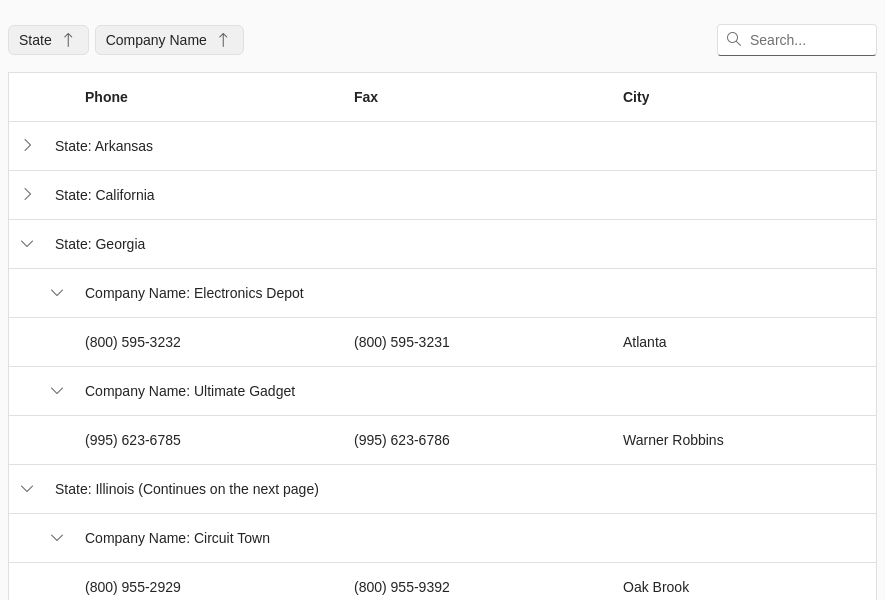 State
Company Name
Search...
Phone Fax City
State: Arkansas
State: California
State: Georgia
Company Name: Electronics Depot
(800) 595-3232 (800) 595-3231 Atlanta
Company Name: Ultimate Gadget
(995) 623-6785 (995) 623-6786 Warner Robbins
State: Illinois (Continues on the next page)
Company Name: Circuit Town
(800) 955-2929 (800) 955-9392 Oak Brook